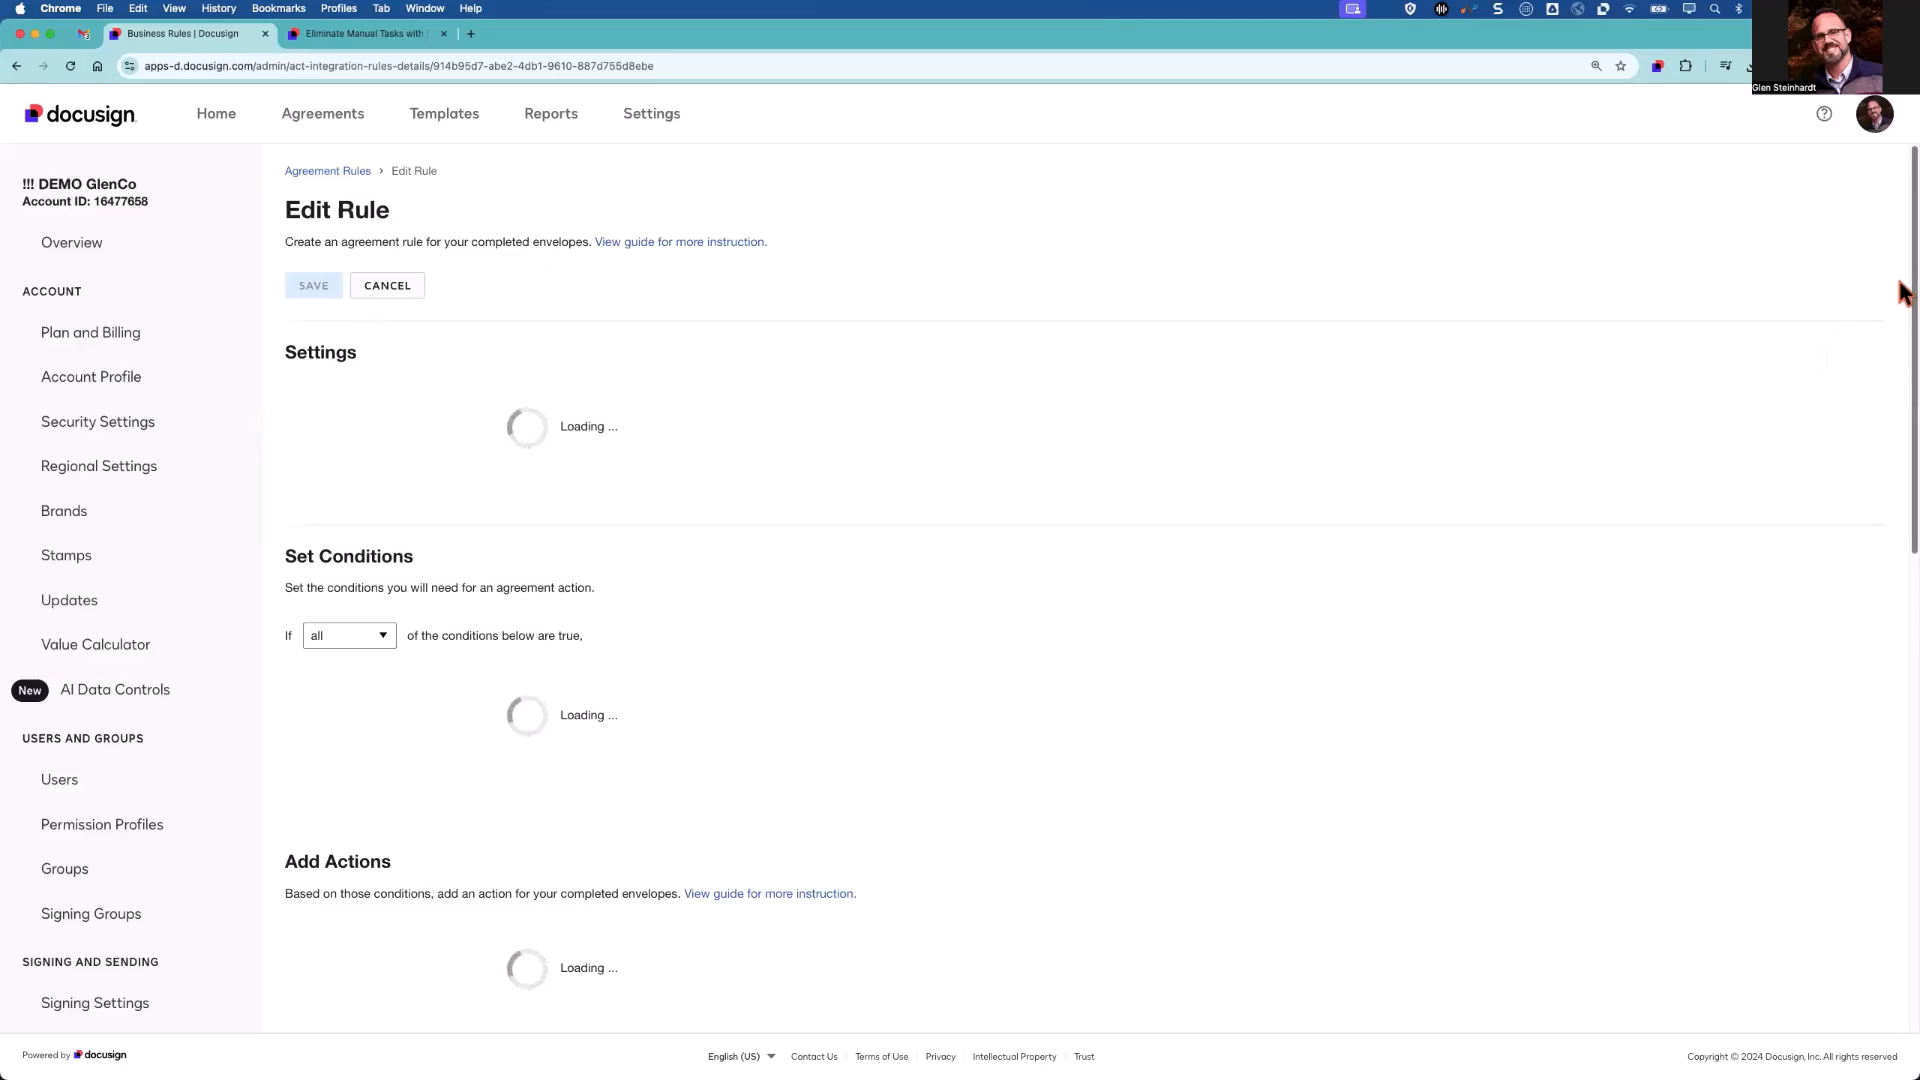 Chrome File Edit View History Bookmarks Profiles Tab Window Help
Business Rules | Docusign
Eliminate Manual Tasks with
apps-d.docusign.com/admin/act-integration-rules-details/914b95d7-abe2-4db1-9610-887d755d8ebe
Glen Steinhardt
docusign
Home Agreements Templates Reports Settings
!!! DEMO GlenCo
Account ID: 16477658
Overview
ACCOUNT
Plan and Billing
Account Profile
Security Settings
Regional Settings
Brands
Stamps
Updates
Value Calculator
New AI Data Controls
USERS AND GROUPS
Users
Permission Profiles
Groups
Signing Groups
SIGNING AND SENDING
Signing Settings
Agreement Rules > Edit Rule
Edit Rule
Create an agreement rule for your completed envelopes. View guide for more instruction.
SAVE CANCEL
Settings
Loading ...
Set Conditions
Set the conditions you will need for an agreement action.
If all of the conditions below are true,
Loading ...
Add Actions
Based on those conditions, add an action for your completed envelopes. View guide for more instruction.
Loading ...
Powered by docusign
English (US) Contact Us Terms of Use Privacy Intellectual Property Trust
Copyright © 2024 Docusign, Inc. All rights reserved